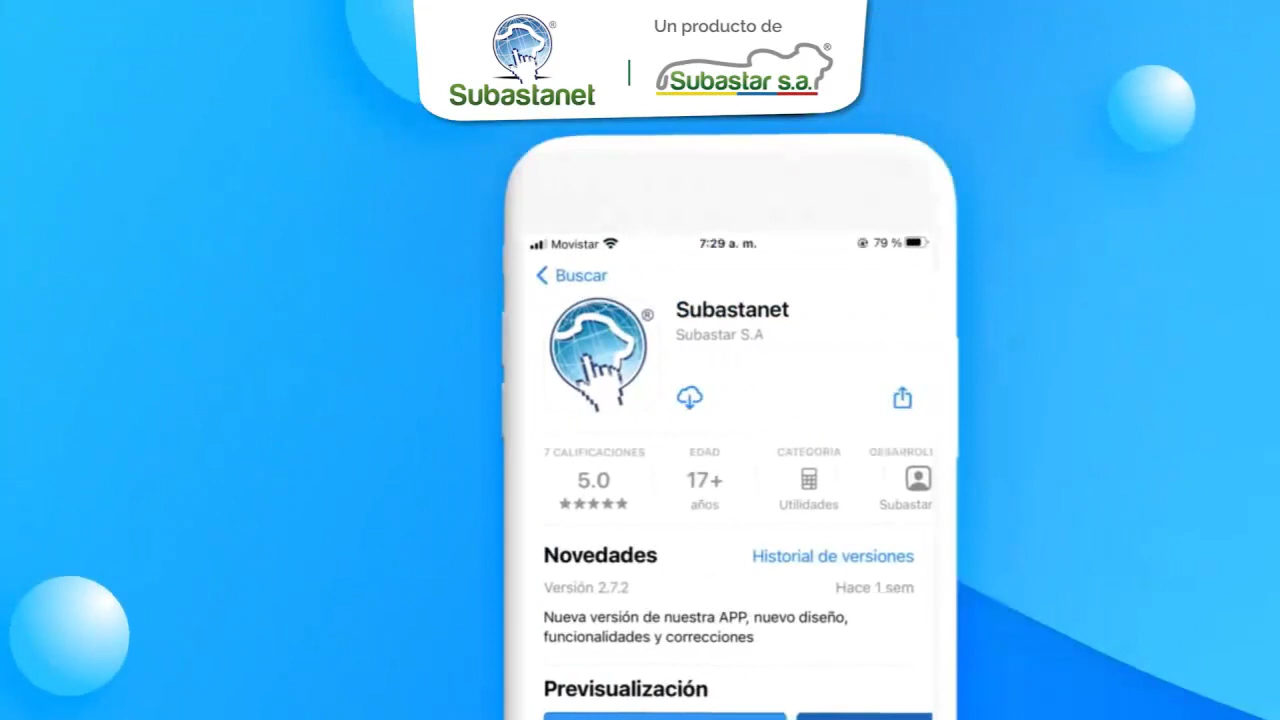 Subastanet
®
Un producto de
Subastar s.a.
®
Movistar
7:29 a. m.
79 %
Buscar
®
Subastanet
Subastar S.A
7 CALIFICACIONES
EDAD
CATEGORÍA
DESARROLL
5.0
17+
★★★★★
años
Utilidades
Subastar
Novedades
Historial de versiones
Versión 2.7.2
Hace 1 sem
Nueva versión de nuestra APP, nuevo diseño,
funcionalidades y correcciones
Previsualización